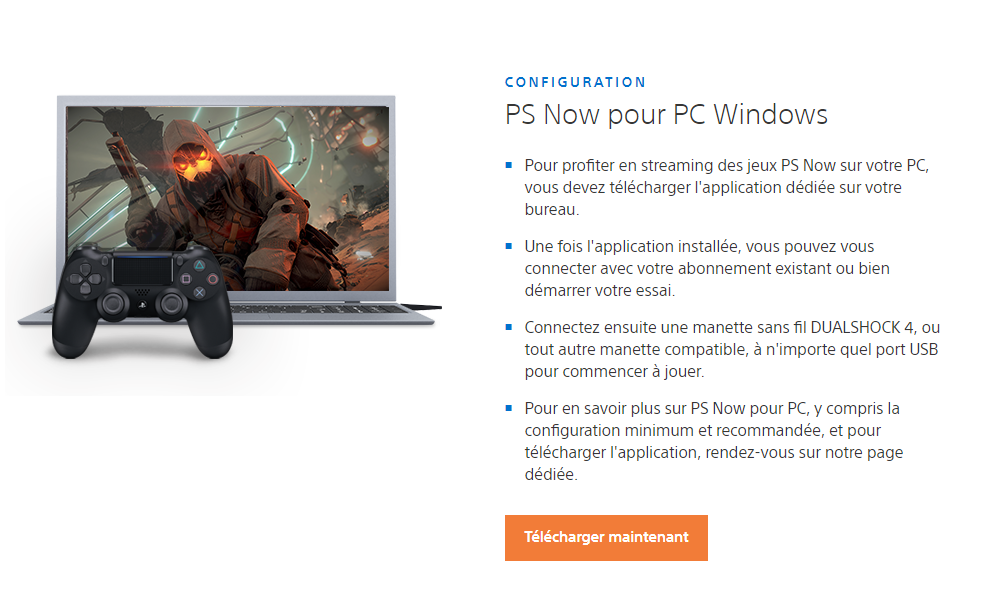 CONFIGURATION
PS Now pour PC Windows
Pour profiter en streaming des jeux PS Now sur votre PC,
vous devez télécharger l'application dédiée sur votre
bureau.
Une fois l'application installée, vous pouvez vous
connecter avec votre abonnement existant ou bien
démarrer votre essai.
Connectez ensuite une manette sans fil DUALSHOCK 4, ou
tout autre manette compatible, à n'importe quel port USB
pour commencer à jouer.
Pour en savoir plus sur PS Now pour PC, y compris la
configuration minimum et recommandée, et pour
télécharger l'application, rendez-vous sur notre page
dédiée.
Télécharger maintenant